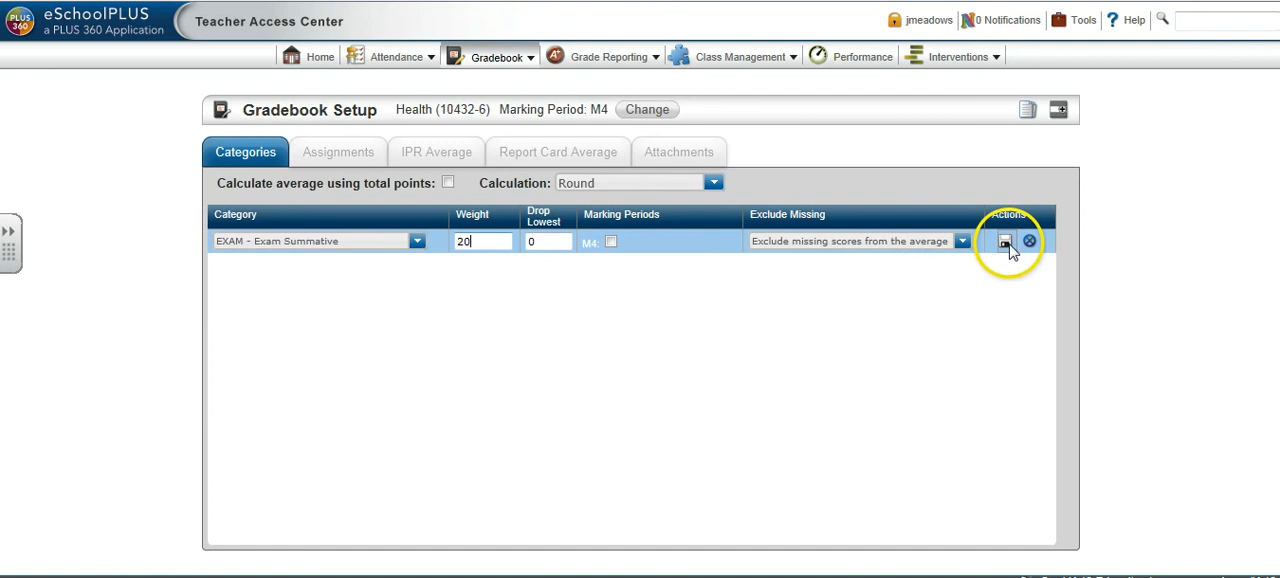 PLUS 360
eSchoolPLUS
a PLUS 360 Application
Teacher Access Center
jmeadows
0 Notifications
Tools
? Help
Home
Attendance
Gradebook
A+ Grade Reporting
Class Management
Performance
Interventions
Gradebook Setup Health (10432-6) Marking Period: M4 Change
Categories Assignments IPR Average Report Card Average Attachments
Calculate average using total points: Calculation: Round
Category Weight Drop Lowest Marking Periods Exclude Missing Actions
EXAM - Exam Summative 20 0 M4: Exclude missing scores from the average